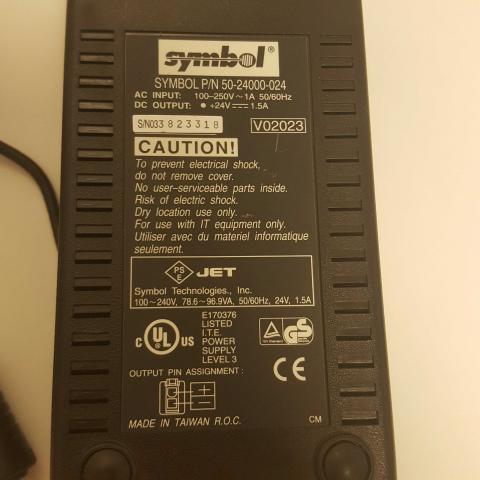 symbol
SYMBOL P/N 50-24000-024
AC INPUT: 100-250V~1A 50/60Hz
DC OUTPUT: +24V⎓1.5A
S/N033 823318 V02023
CAUTION!
To prevent electrical shock,
do not remove cover.
No user-serviceable parts inside.
Risk of electric shock.
Dry location use only.
For use with IT equipment only.
Utiliser avec du materiel informatique
seulement.
PS E JET
Symbol Technologies., Inc.
100~240V, 78.6~96.9VA, 50/60Hz, 24V, 1.5A
C UL US
E170376
LISTED
I.T.E.
POWER
SUPPLY
LEVEL 3
GS
CE
OUTPUT PIN ASSIGNMENT:
MADE IN TAIWAN R.O.C.
CM